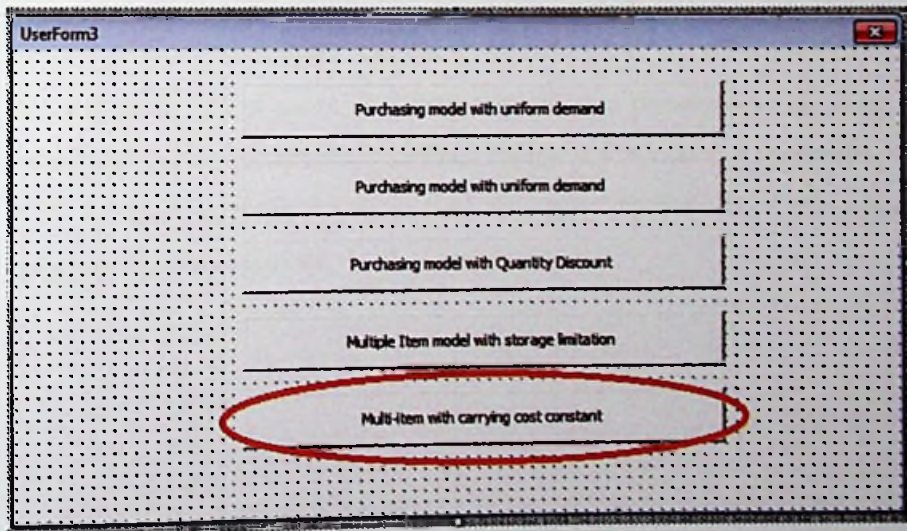 UserForm3
Purchasing model with uniform demand
Purchasing model with uniform demand
Purchasing model with Quantity Discount
Multiple Item model with storage limitation
Multi-item with carrying cost constant